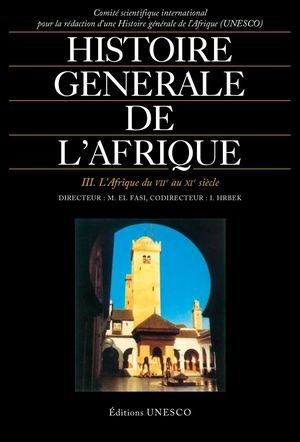 Comité scientifique international
pour la rédaction d'une Histoire générale de l'Afrique (UNESCO)
HISTOIRE
GENERALE
DE
L'AFRIQUE
III. L'Afrique du VIIe au XIe siècle
DIRECTEUR : M. EL FASI, CODIRECTEUR : I. HRBEK
Éditions UNESCO